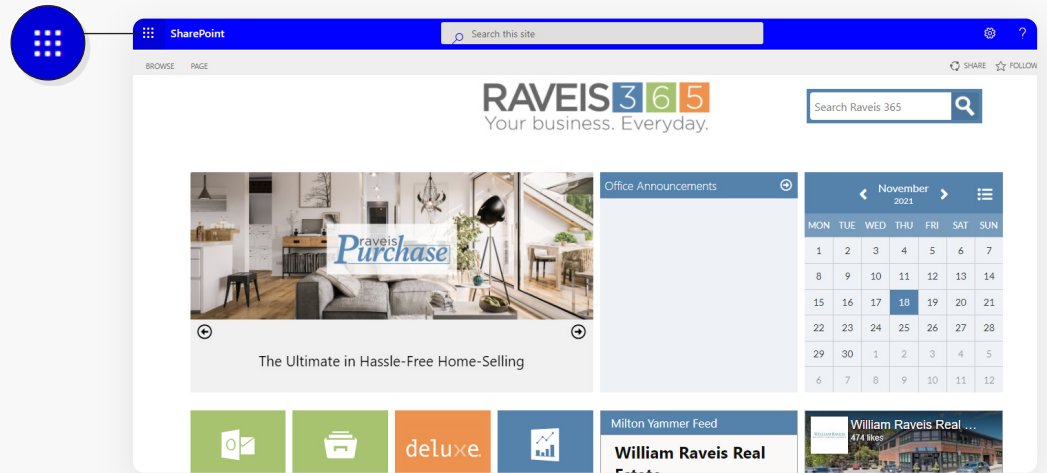 SharePoint
Search this site
?
BROWSE PAGE
SHARE FOLLOW
RAVEIS 365
Your business. Everyday.
Search Raveis 365
raveis
Purchase
The Ultimate in Hassle-Free Home-Selling
Office Announcements
November
2021
MON TUE WED THU FRI SAT SUN
1 2 3 4 5 6 7
8 9 10 11 12 13 14
15 16 17 18 19 20 21
22 23 24 25 26 27 28
29 30 1 2 3 4 5
6 7 8 9 10 11 12
O
deluxe.
Milton Yammer Feed
William Raveis Real
Estate
William Raveis Real ...
474 likes